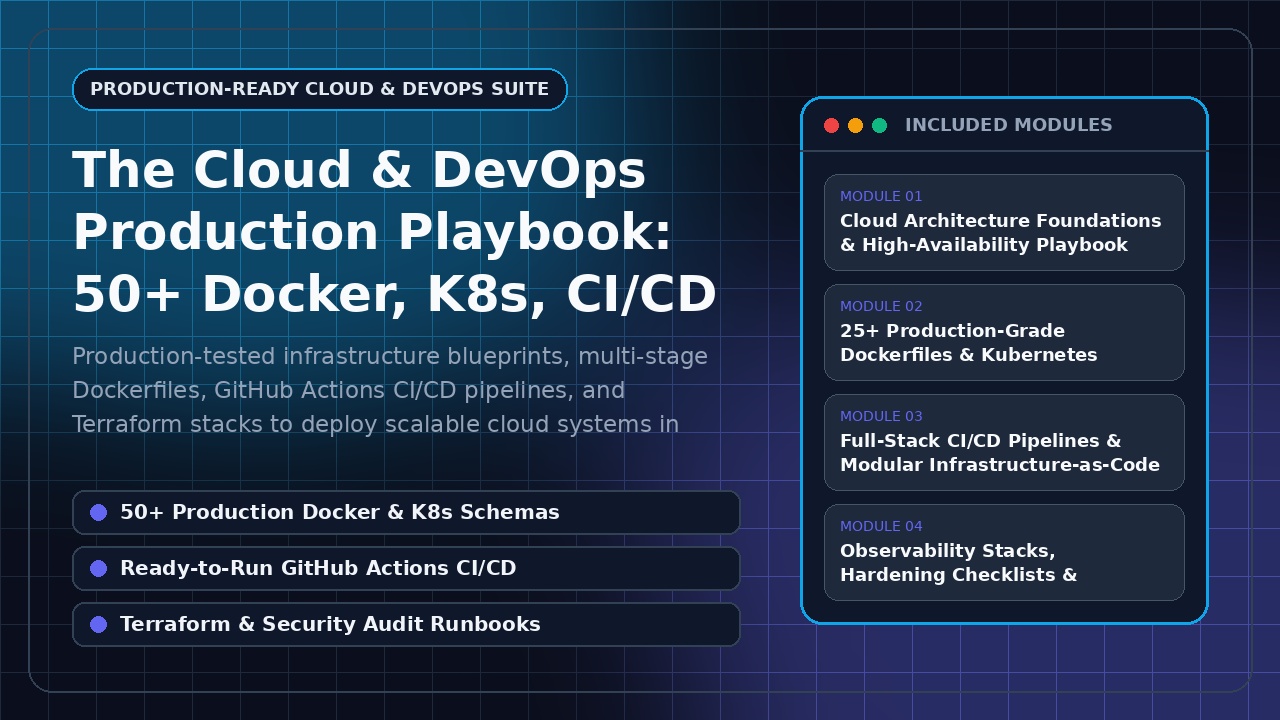 PRODUCTION-READY CLOUD & DEVOPS SUITE
The Cloud & DevOps
Production Playbook:
50+ Docker, K8s, CI/CD
Production-tested infrastructure blueprints, multi-stage
Dockerfiles, GitHub Actions CI/CD pipelines, and
Terraform stacks to deploy scalable cloud systems in
50+ Production Docker & K8s Schemas
Ready-to-Run GitHub Actions CI/CD
Terraform & Security Audit Runbooks
INCLUDED MODULES
MODULE 01
Cloud Architecture Foundations
& High-Availability Playbook
MODULE 02
25+ Production-Grade
Dockerfiles & Kubernetes
MODULE 03
Full-Stack CI/CD Pipelines &
Modular Infrastructure-as-Code
MODULE 04
Observability Stacks,
Hardening Checklists &